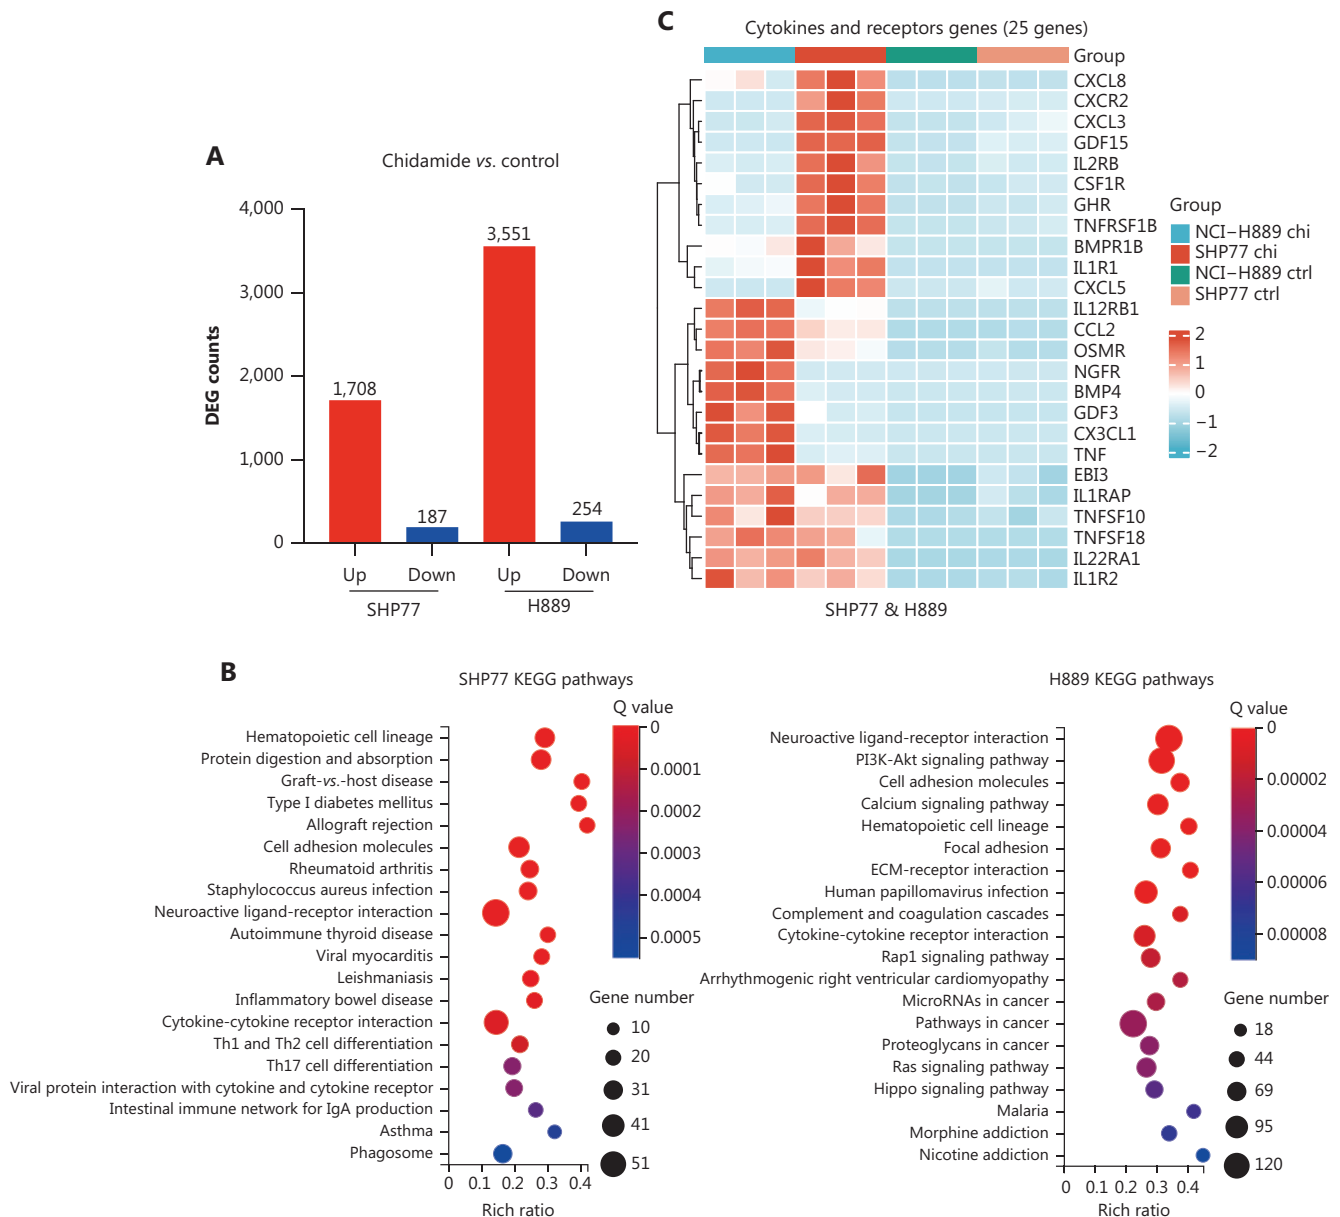 A
Chidamide vs. control
DEG counts
4,000
3,000
2,000
1,000
0
1,708
187
3,551
254
Up
Down
Up
Down
SHP77
H889
C
Cytokines and receptors genes (25 genes)
Group
CXCL8
CXCR2
CXCL3
GDF15
IL2RB
CSF1R
GHR
TNFRSF1B
BMPR1B
IL1R1
CXCL5
IL12RB1
CCL2
OSMR
NGFR
BMP4
GDF3
CX3CL1
TNF
EBI3
IL1RAP
TNFSF10
TNFSF18
IL22RA1
IL1R2
SHP77 & H889
Group
NCI−H889 chi
SHP77 chi
NCI−H889 ctrl
SHP77 ctrl
2
1
0
−1
−2
B
SHP77 KEGG pathways
Hematopoietic cell lineage
Protein digestion and absorption
Graft-vs.-host disease
Type I diabetes mellitus
Allograft rejection
Cell adhesion molecules
Rheumatoid arthritis
Staphylococcus aureus infection
Neuroactive ligand-receptor interaction
Autoimmune thyroid disease
Viral myocarditis
Leishmaniasis
Inflammatory bowel disease
Cytokine-cytokine receptor interaction
Th1 and Th2 cell differentiation
Th17 cell differentiation
Viral protein interaction with cytokine and cytokine receptor
Intestinal immune network for IgA production
Asthma
Phagosome
0 0.1 0.2 0.3 0.4
Rich ratio
Q value
0
0.0001
0.0002
0.0003
0.0004
0.0005
Gene number
10
20
31
41
51
H889 KEGG pathways
Neuroactive ligand-receptor interaction
PI3K-Akt signaling pathway
Cell adhesion molecules
Calcium signaling pathway
Hematopoietic cell lineage
Focal adhesion
ECM-receptor interaction
Human papillomavirus infection
Complement and coagulation cascades
Cytokine-cytokine receptor interaction
Rap1 signaling pathway
Arrhythmogenic right ventricular cardiomyopathy
MicroRNAs in cancer
Pathways in cancer
Proteoglycans in cancer
Ras signaling pathway
Hippo signaling pathway
Malaria
Morphine addiction
Nicotine addiction
0 0.1 0.2 0.3 0.4
Rich ratio
Q value
0
0.00002
0.00004
0.00006
0.00008
Gene number
18
44
69
95
120